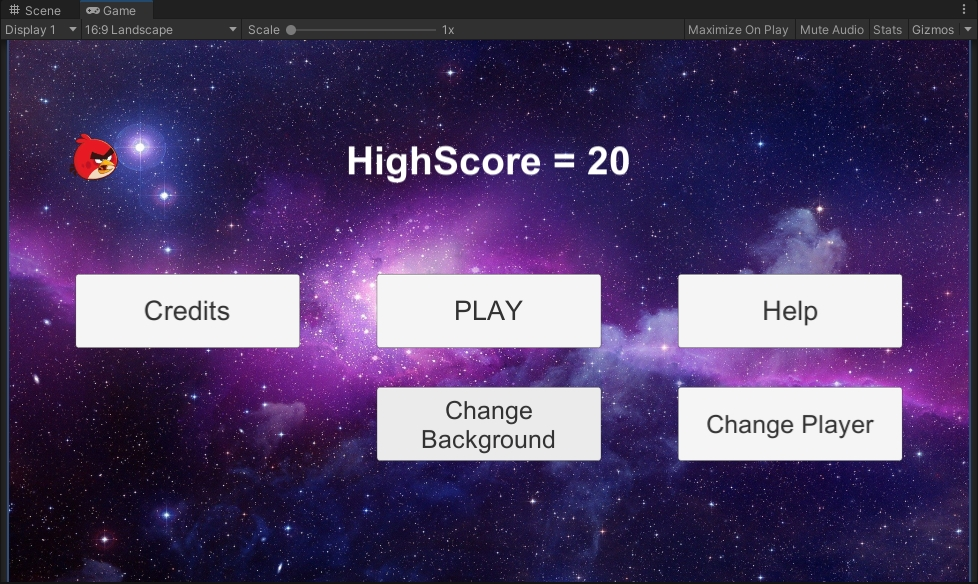 Scene Game
Display 1 16:9 Landscape Scale 1x Maximize On Play Mute Audio Stats Gizmos
HighScore = 20
Credits PLAY Help
Change
Background
Change Player